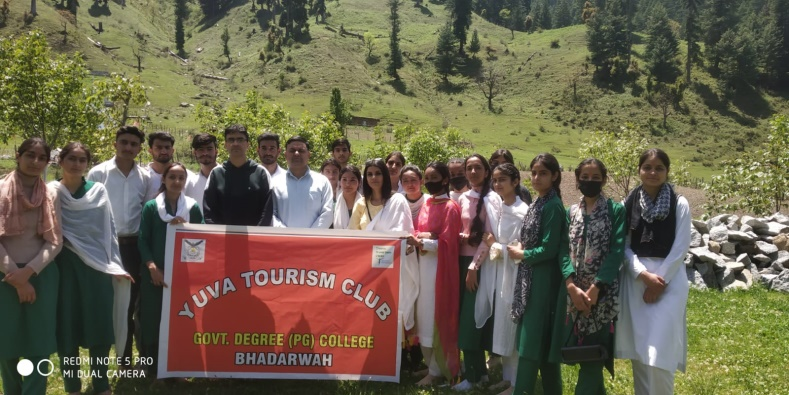 YUVA TOURISM CLUB
GOVT. DEGREE (PG) COLLEGE
BHADARWAH
REDMI NOTE 5 PRO
MI DUAL CAMERA